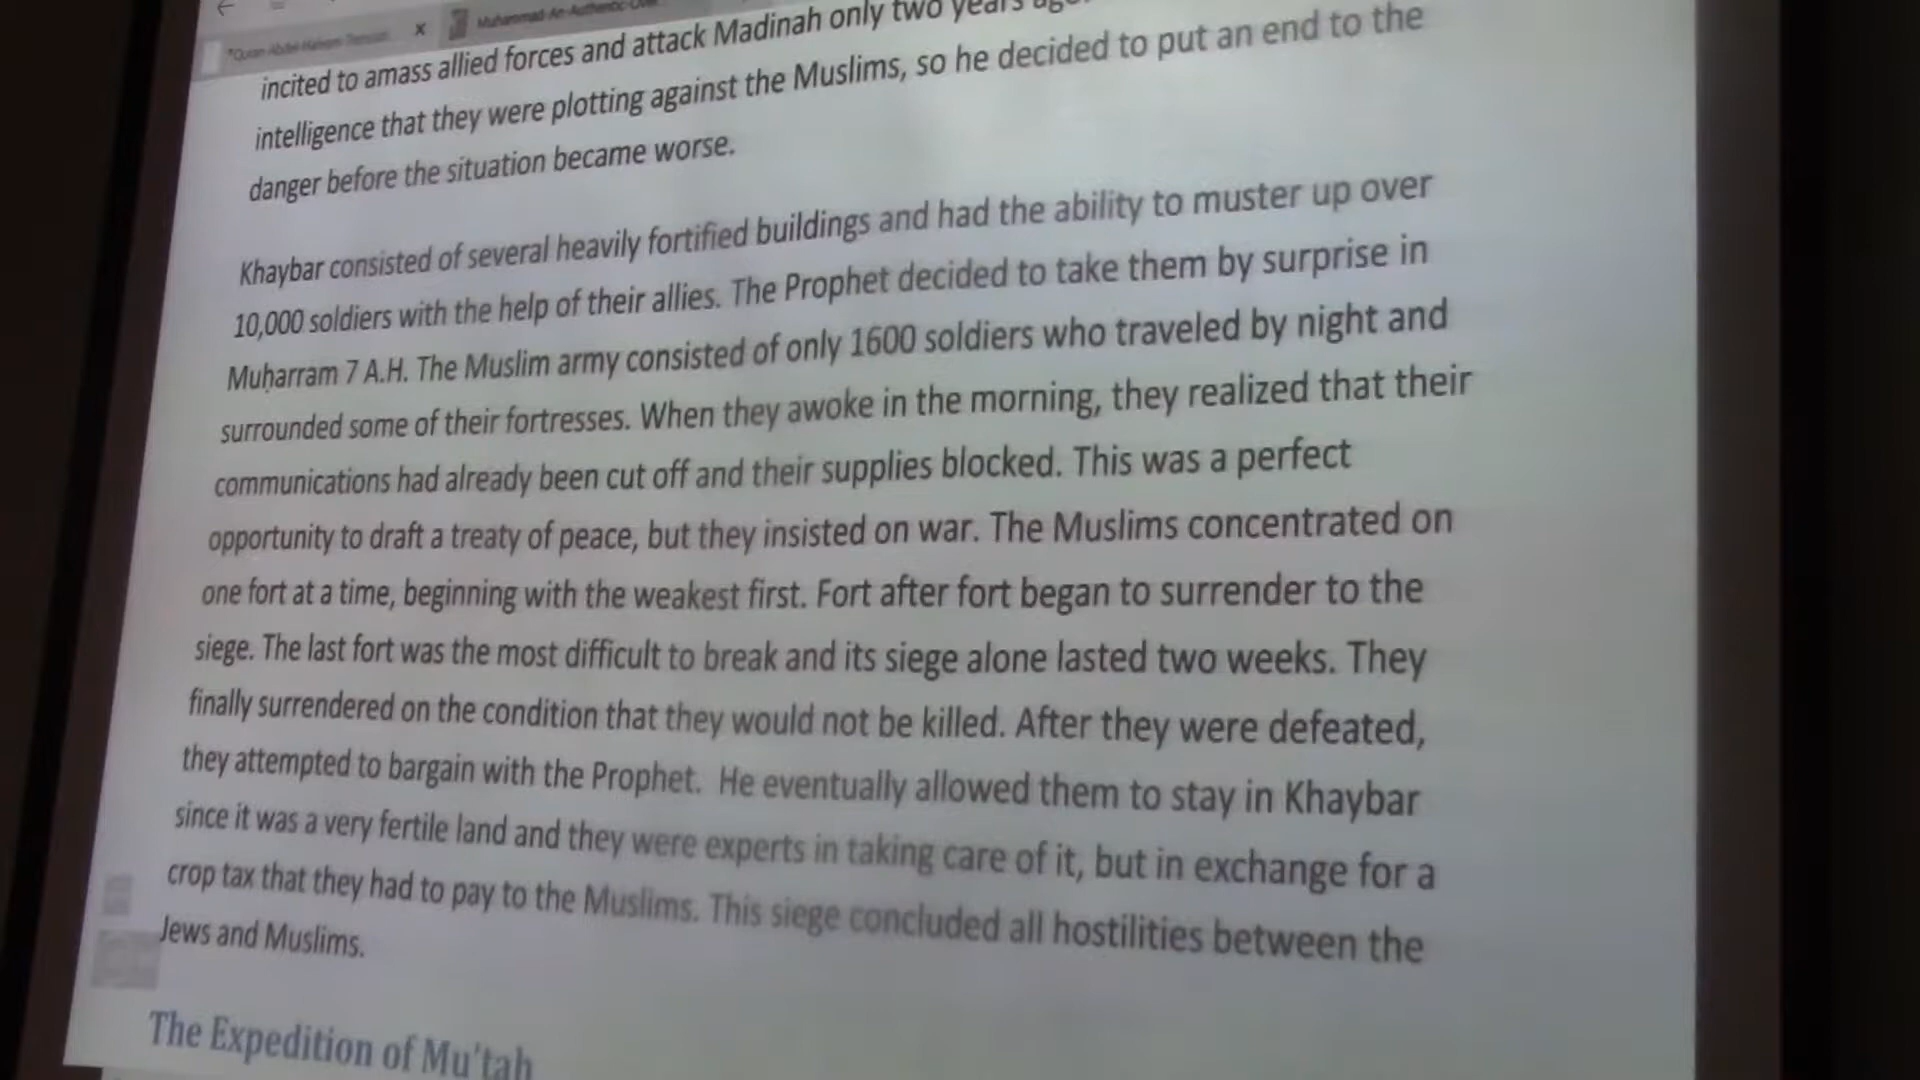 Muhammad-An-Authentic-Ove
incited to amass allied forces and attack Madinah only two years ago
intelligence that they were plotting against the Muslims, so he decided to put an end to the
danger before the situation became worse.
Khaybar consisted of several heavily fortified buildings and had the ability to muster up over
10,000 soldiers with the help of their allies. The Prophet decided to take them by surprise in
Muḥarram 7 A.H. The Muslim army consisted of only 1600 soldiers who traveled by night and
surrounded some of their fortresses. When they awoke in the morning, they realized that their
communications had already been cut off and their supplies blocked. This was a perfect
opportunity to draft a treaty of peace, but they insisted on war. The Muslims concentrated on
one fort at a time, beginning with the weakest first. Fort after fort began to surrender to the
siege. The last fort was the most difficult to break and its siege alone lasted two weeks. They
finally surrendered on the condition that they would not be killed. After they were defeated,
they attempted to bargain with the Prophet. He eventually allowed them to stay in Khaybar
since it was a very fertile land and they were experts in taking care of it, but in exchange for a
crop tax that they had to pay to the Muslims. This siege concluded all hostilities between the
Jews and Muslims.
The Expedition of Mu'tah